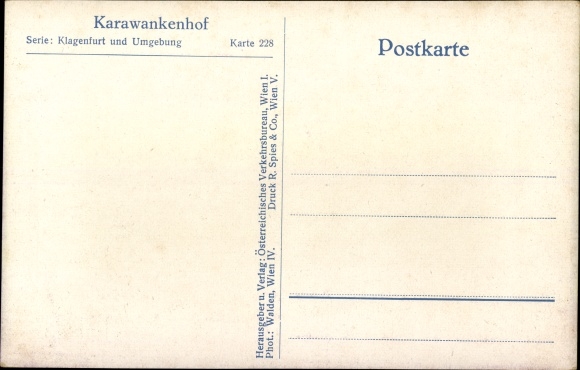 Karawankenhof
Serie: Klagenfurt und Umgebung Karte 228
Postkarte
Herausgeber u. Verlag: Österreichisches Verkehrsbureau, Wien I.
Phot.: Walden, Wien IV. Druck R. Spies & Co., Wien V.